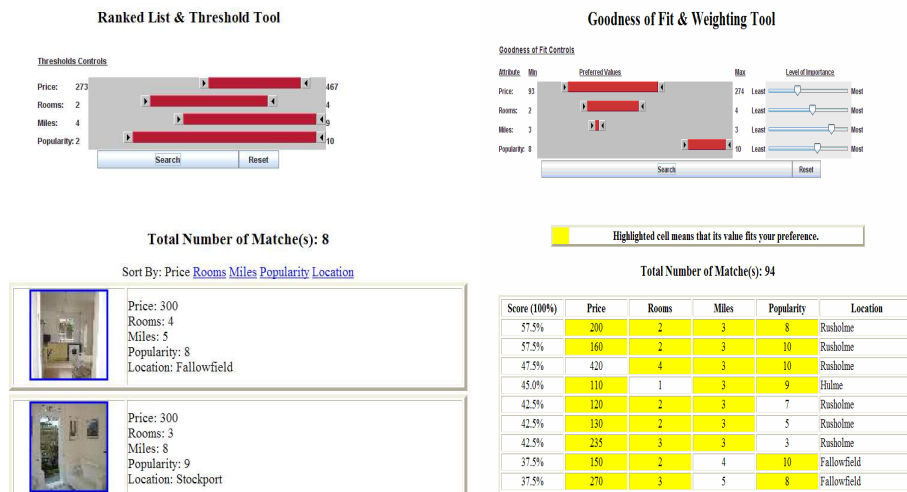 Ranked List & Threshold Tool
Thresholds Controls
Price: 273 467
Rooms: 2 4
Miles: 4 9
Popularity: 2 10
Search Reset
Total Number of Matche(s): 8
Sort By: Price Rooms Miles Popularity Location
Price: 300
Rooms: 4
Miles: 5
Popularity: 8
Location: Fallowfield
Price: 300
Rooms: 3
Miles: 8
Popularity: 9
Location: Stockport
Goodness of Fit & Weighting Tool
Goodness of Fit Controls
Attribute Min Preferred Values Max Level of Importance
Price: 93 274 Least Most
Rooms: 2 4 Least Most
Miles: 3 3 Least Most
Popularity: 8 10 Least Most
Search Reset
Highlighted cell means that its value fits your preference.
Total Number of Matche(s): 94
Score (100%) Price Rooms Miles Popularity Location
57.5% 200 2 3 8 Rusholme
57.5% 160 2 3 10 Rusholme
47.5% 420 4 3 10 Rusholme
45.0% 110 1 3 9 Hulme
42.5% 120 2 3 7 Rusholme
42.5% 130 2 3 5 Rusholme
42.5% 235 3 3 3 Rusholme
37.5% 150 2 4 10 Fallowfield
37.5% 270 3 5 8 Fallowfield